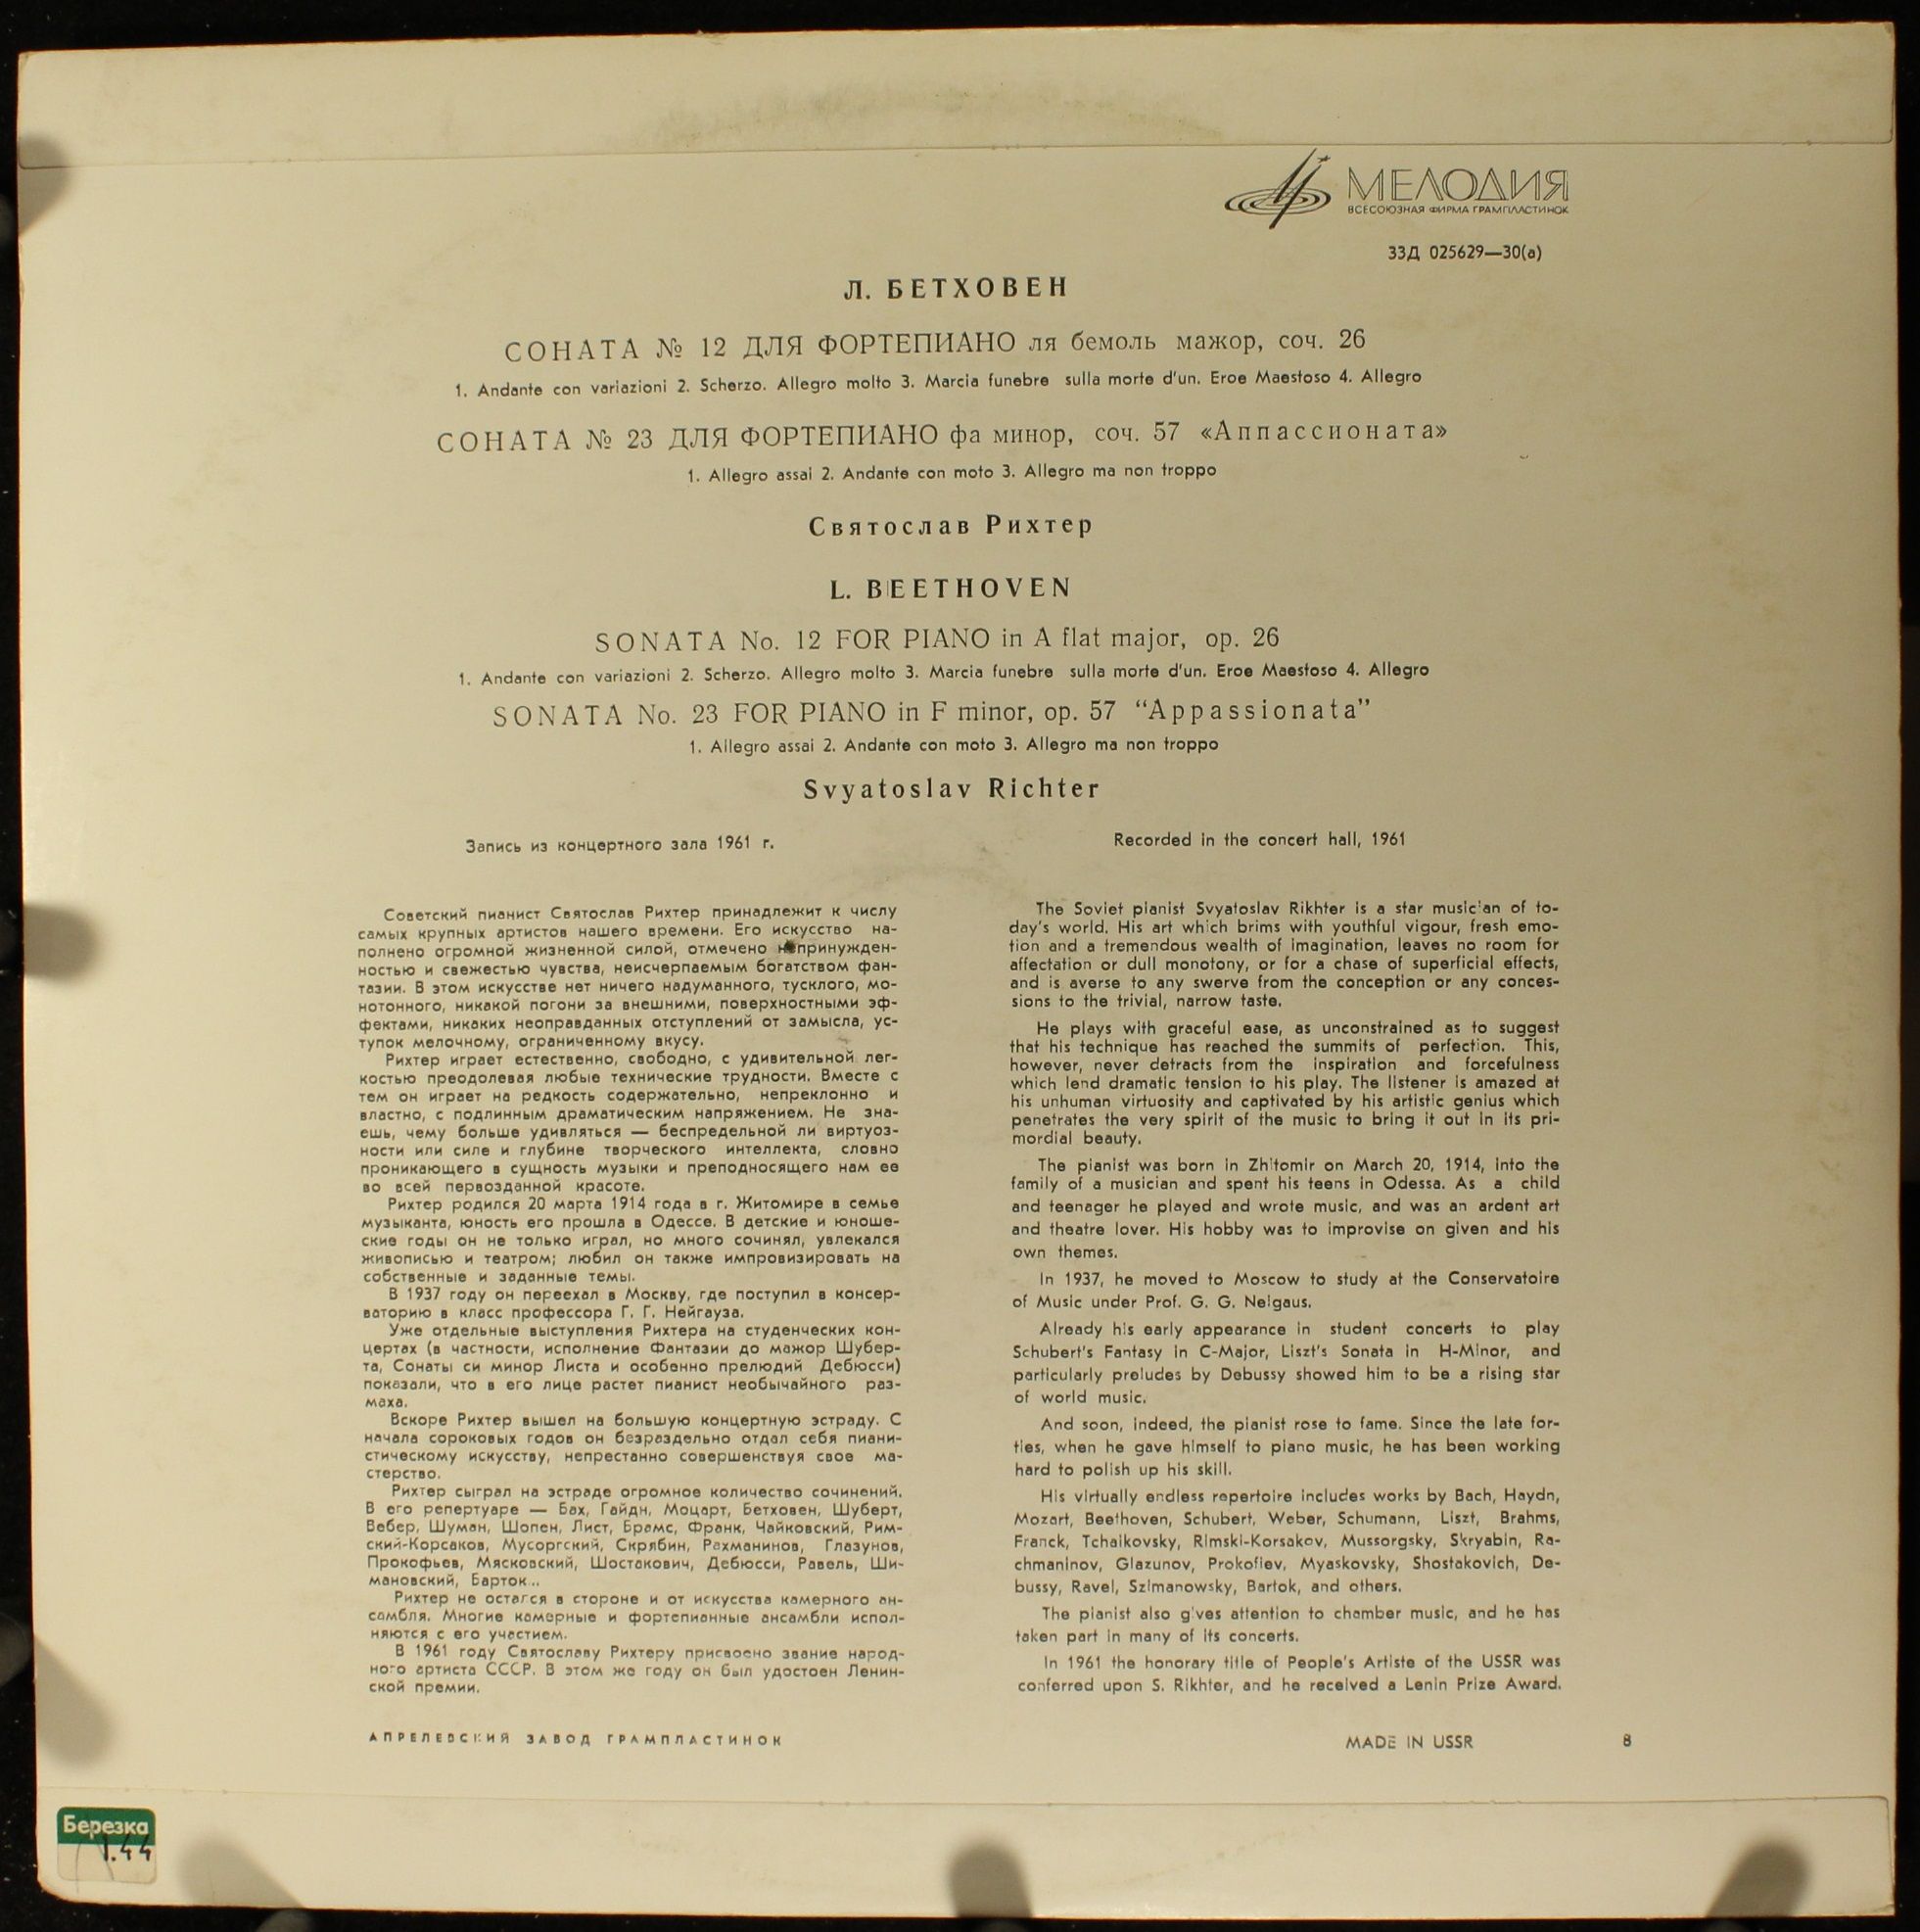 МЕЛОДИЯ
ВСЕСОЮЗНАЯ ФИРМА ГРАМПЛАСТИНОК
33Д 025629—30(а)
Л. БЕТХОВЕН
СОНАТА № 12 ДЛЯ ФОРТЕПИАНО ля бемоль мажор, соч. 26
1. Andante con variazioni 2. Scherzo. Allegro molto 3. Marcia funebre sulla morte d'un. Eroe Maestoso 4. Allegro
СОНАТА № 23 ДЛЯ ФОРТЕПИАНО фа минор, соч. 57 «Аппассионата»
1. Allegro assai 2. Andante con moto 3. Allegro ma non troppo
Святослав Рихтер
L. BEETHOVEN
SONATA No. 12 FOR PIANO in A flat major, op. 26
1. Andante con variazioni 2. Scherzo. Allegro molto 3. Marcia funebre sulla morte d'un. Eroe Maestoso 4. Allegro
SONATA No. 23 FOR PIANO in F minor, op. 57 “Appassionata”
1. Allegro assai 2. Andante con moto 3. Allegro ma non troppo
Svyatoslav Richter
Запись из концертного зала 1961 г.
Советский пианист Святослав Рихтер принадлежит к числу
самых крупных артистов нашего времени. Его искусство на-
полнено огромной жизненной силой, отмечено непринужден-
ностью и свежестью чувства, неисчерпаемым богатством фан-
тазии. В этом искусстве нет ничего надуманного, тусклого, мо-
нотонного, никакой погони за внешними, поверхностными эф-
фектами, никаких неоправданных отступлений от замысла, ус-
тупок мелочному, ограниченному вкусу.
Рихтер играет естественно, свободно, с удивительной лег-
костью преодолевая любые технические трудности. Вместе с
тем он играет на редкость содержательно, непреклонно и
властно, с подлинным драматическим напряжением. Не зна-
ешь, чему больше удивляться — беспредельной ли виртуоз-
ности или силе и глубине творческого интеллекта, словно
проникающего в сущность музыки и преподносящего нам ее
во всей первозданной красоте.
Рихтер родился 20 марта 1914 года в г. Житомире в семье
музыканта, юность его прошла в Одессе. В детские и юноше-
ские годы он не только играл, но много сочинял, увлекался
живописью и театром; любил он также импровизировать на
собственные и заданные темы.
В 1937 году он переехал в Москву, где поступил в консер-
ваторию в класс профессора Г. Г. Нейгауза.
Уже отдельные выступления Рихтера на студенческих кон-
цертах (в частности, исполнение Фантазии до мажор Шубер-
та, Сонаты си минор Листа и особенно прелюдий Дебюсси)
показали, что в его лице растет пианист необычайного раз-
маха.
Вскоре Рихтер вышел на большую концертную эстраду. С
начала сороковых годов он безраздельно отдал себя пиани-
стическому искусству, непрестанно совершенствуя свое ма-
стерство.
Рихтер сыграл на эстраде огромное количество сочинений.
В его репертуаре — Бах, Гайдн, Моцарт, Бетховен, Шуберт,
Вебер, Шуман, Шопен, Лист, Брамс, Франк, Чайковский, Рим-
ский-Корсаков, Мусоргский, Скрябин, Рахманинов, Глазунов,
Прокофьев, Мясковский, Шостакович, Дебюсси, Равель, Ши-
мановский, Барток...
Рихтер не остался в стороне и от искусства камерного ан-
самбля. Многие камерные и фортепианные ансамбли испол-
няются с его участием.
В 1961 году Святославу Рихтеру присвоено звание народ-
ного артиста СССР. В этом же году он был удостоен Ленин-
ской премии.
Recorded in the concert hall, 1961
The Soviet pianist Svyatoslav Rikhter is a star musician of to-
day's world. His art which brims with youthful vigour, fresh emo-
tion and a tremendous wealth of imagination, leaves no room for
affectation or dull monotony, or for a chase of superficial effects,
and is averse to any swerve from the conception or any conces-
sions to the trivial, narrow taste.
He plays with graceful ease, as unconstrained as to suggest
that his technique has reached the summits of perfection. This,
however, never detracts from the inspiration and forcefulness
which lend dramatic tension to his play. The listener is amazed at
his unhuman virtuosity and captivated by his artistic genius which
penetrates the very spirit of the music to bring it out in its pri-
mordial beauty.
The pianist was born in Zhitomir on March 20, 1914, into the
family of a musician and spent his teens in Odessa. As a child
and teenager he played and wrote music, and was an ardent art
and theatre lover. His hobby was to improvise on given and his
own themes.
In 1937, he moved to Moscow to study at the Conservatoire
of Music under Prof. G. G. Neigaus.
Already his early appearance in student concerts to play
Schubert's Fantasy in C-Major, Liszt's Sonata in H-Minor, and
particularly preludes by Debussy showed him to be a rising star
of world music.
And soon, indeed, the pianist rose to fame. Since the late for-
ties, when he gave himself to piano music, he has been working
hard to polish up his skill.
His virtually endless repertoire includes works by Bach, Haydn,
Mozart, Beethoven, Schubert, Weber, Schumann, Liszt, Brahms,
Franck, Tchaikovsky, Rimski-Korsakov, Mussorgsky, Skryabin, Ra-
chmaninov, Glazunov, Prokofiev, Myaskovsky, Shostakovich, De-
bussy, Ravel, Szimanowsky, Bartok, and others.
The pianist also gives attention to chamber music, and he has
taken part in many of its concerts.
In 1961 the honorary title of People's Artiste of the USSR was
conferred upon S. Rikhter, and he received a Lenin Prize Award.
АПРЕЛЕВСКИЙ ЗАВОД ГРАМПЛАСТИНОК
MADE IN USSR
8
Березка
1.44